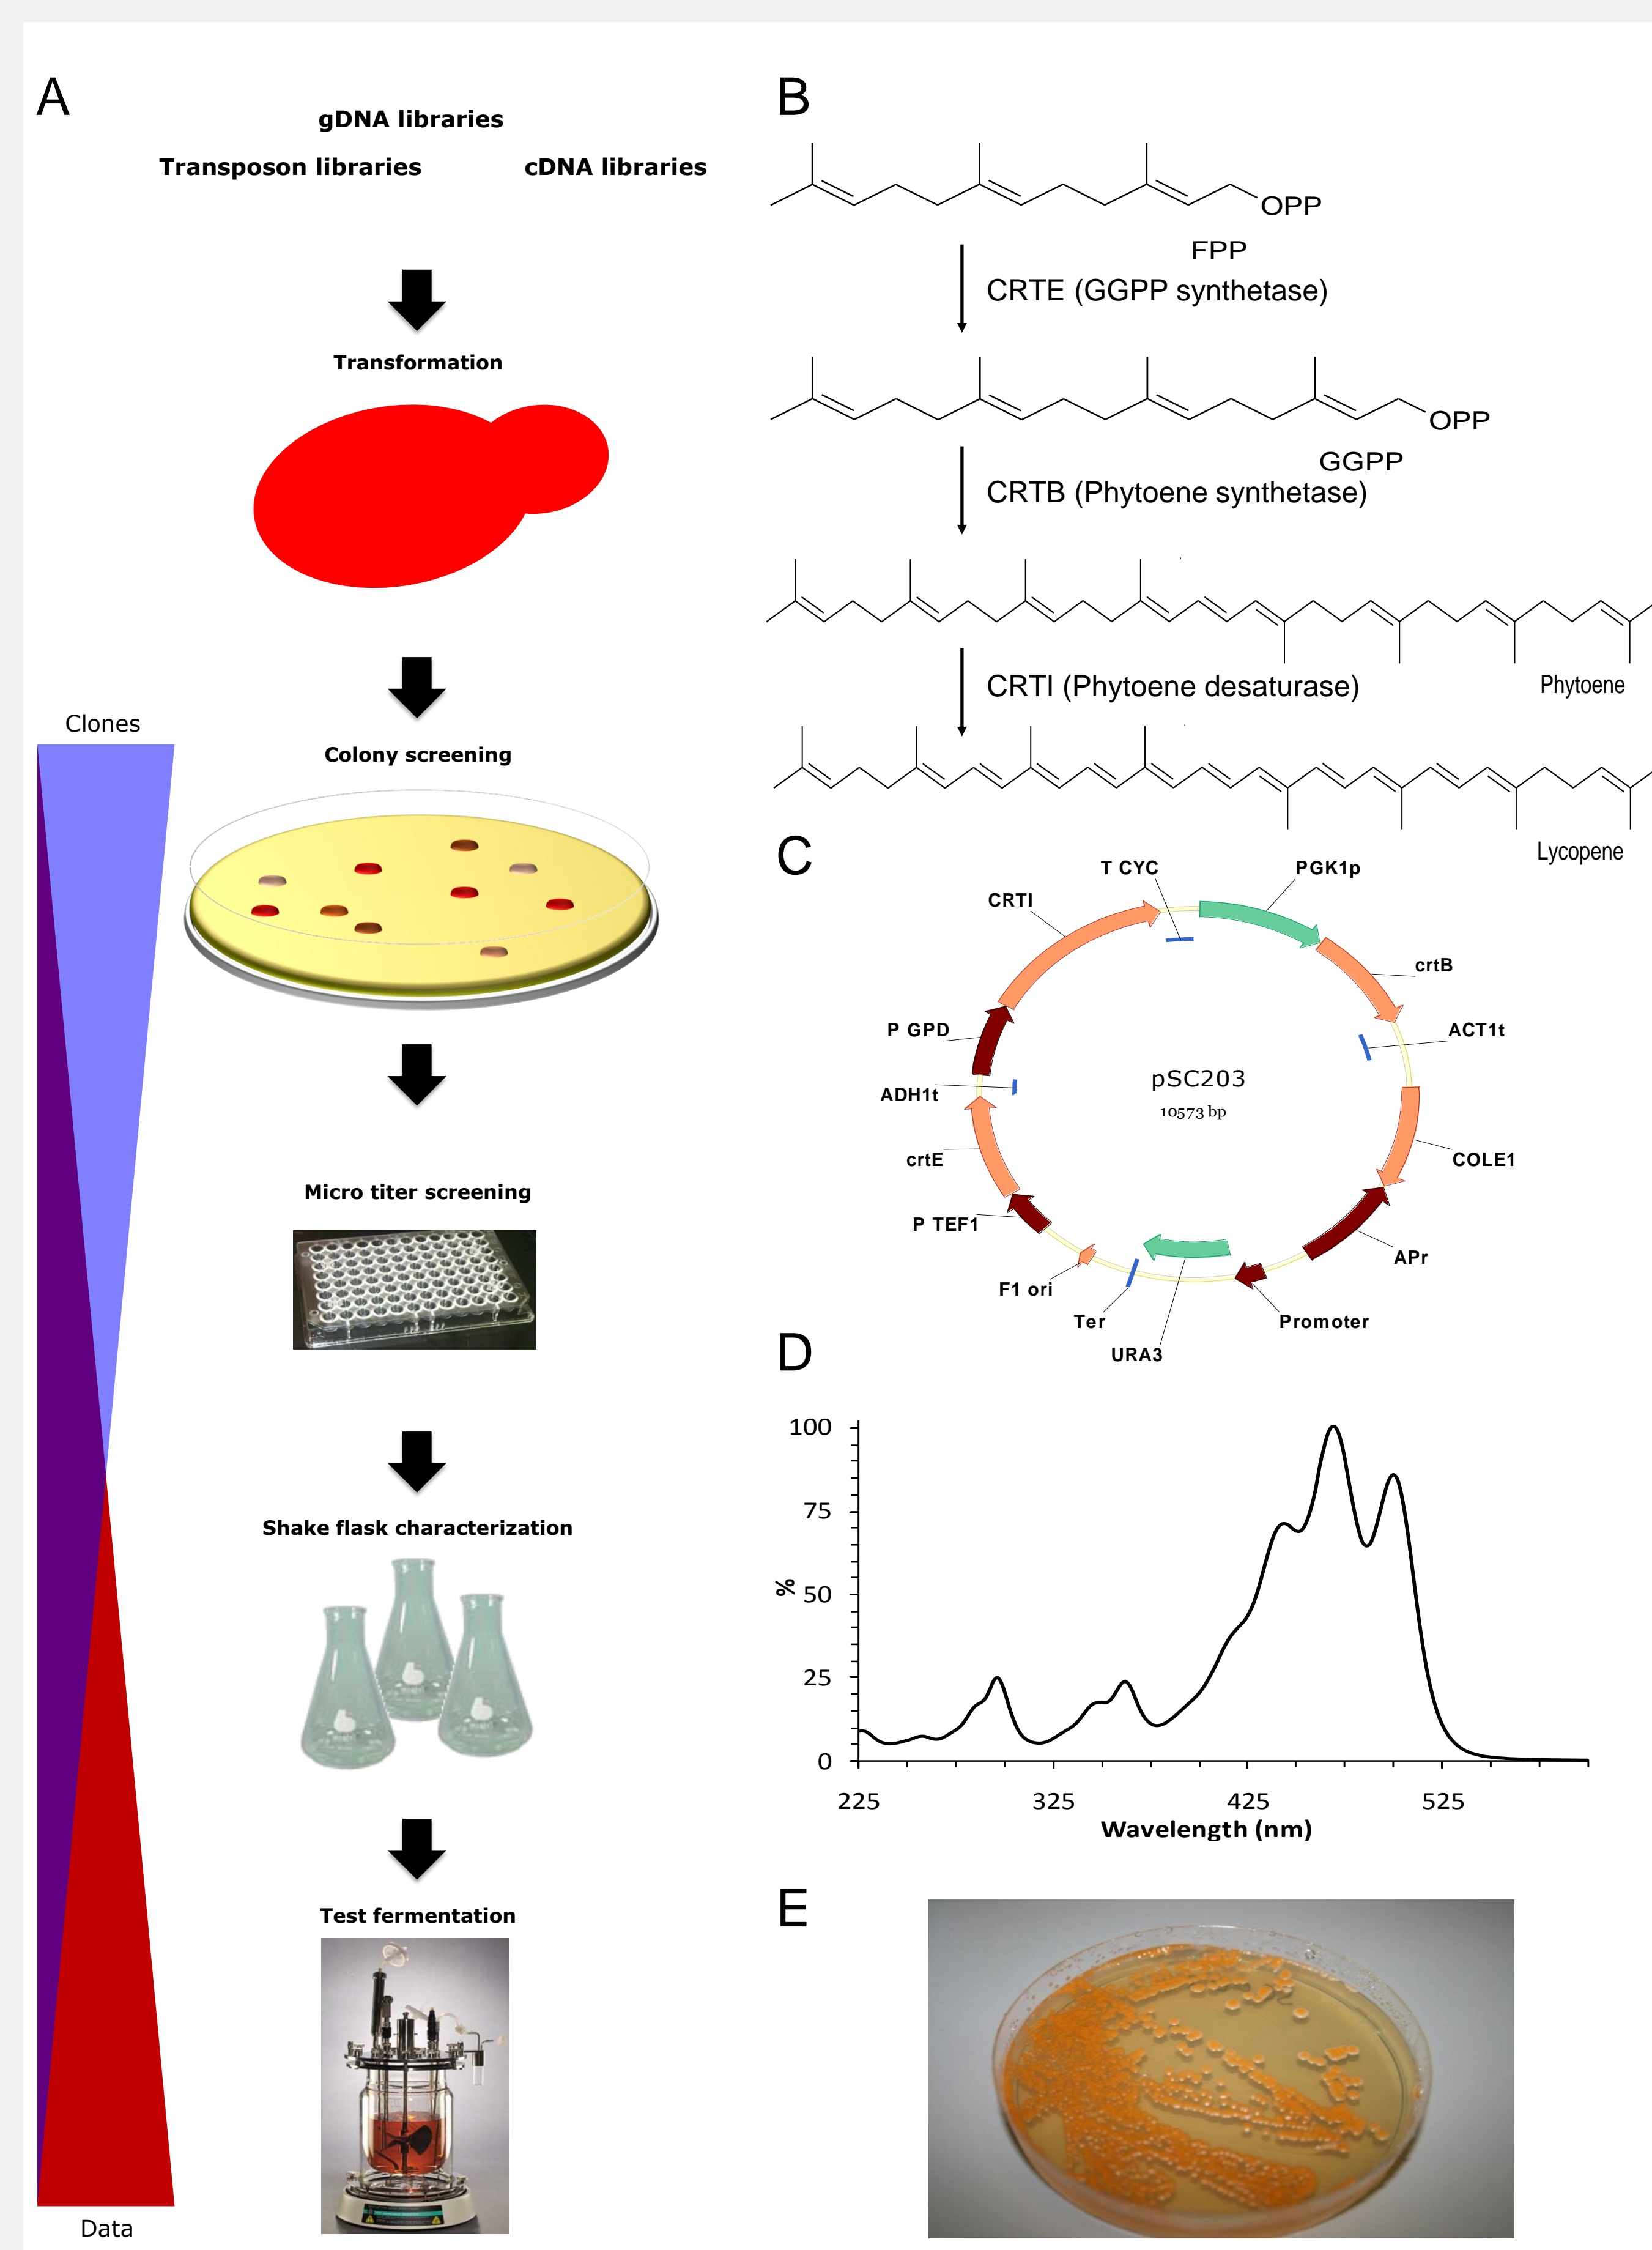 A
gDNA libraries
Transposon libraries cDNA libraries
Transformation
Clones
Colony screening
Micro titer screening
Shake flask characterization
Test fermentation
Data
B
OPP
FPP
CRTE (GGPP synthetase)
OPP
GGPP
CRTB (Phytoene synthetase)
Phytoene
CRTI (Phytoene desaturase)
Lycopene
C
T CYC
PGK1p
CRTI
crtB
P GPD
ACT1t
pSC203
10573 bp
ADH1t
crtE
COLE1
P TEF1
APr
F1 ori
Ter
Promoter
URA3
D
100
75
%
50
25
0
225 325 425 525
Wavelength (nm)
E